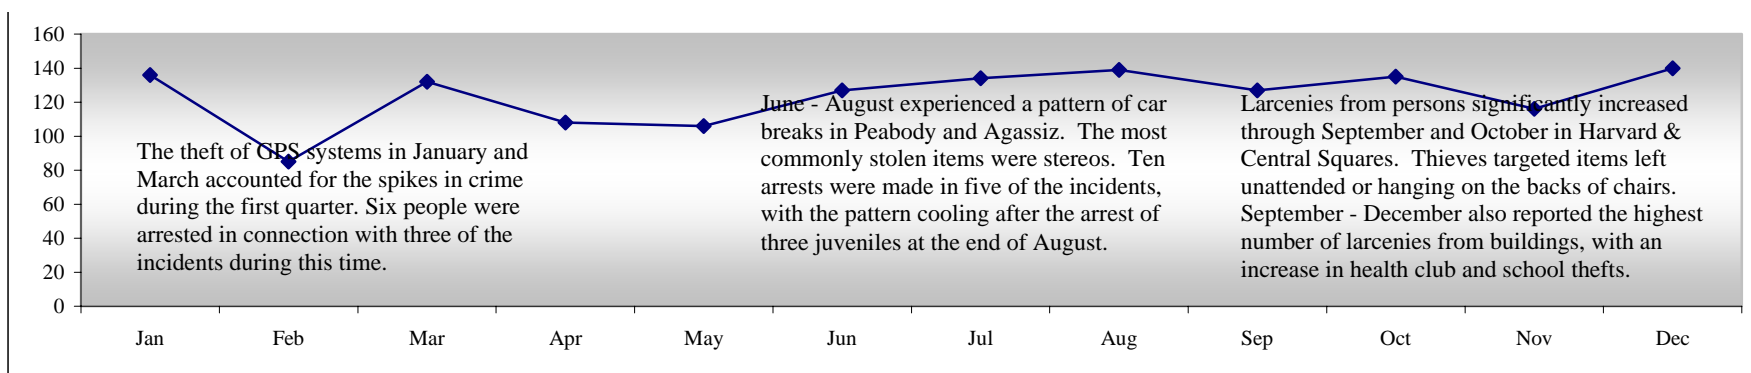 160
140
120
100
80
60
40
20
0
The theft of GPS systems in January and
March accounted for the spikes in crime
during the first quarter. Six people were
arrested in connection with three of the
incidents during this time.
June - August experienced a pattern of car
breaks in Peabody and Agassiz.  The most
commonly stolen items were stereos.  Ten
arrests were made in five of the incidents,
with the pattern cooling after the arrest of
three juveniles at the end of August.
Larcenies from persons significantly increased
through September and October in Harvard &
Central Squares.  Thieves targeted items left
unattended or hanging on the backs of chairs.
September - December also reported the highest
number of larcenies from buildings, with an
increase in health club and school thefts.
Jan Feb Mar Apr May Jun Jul Aug Sep Oct Nov Dec